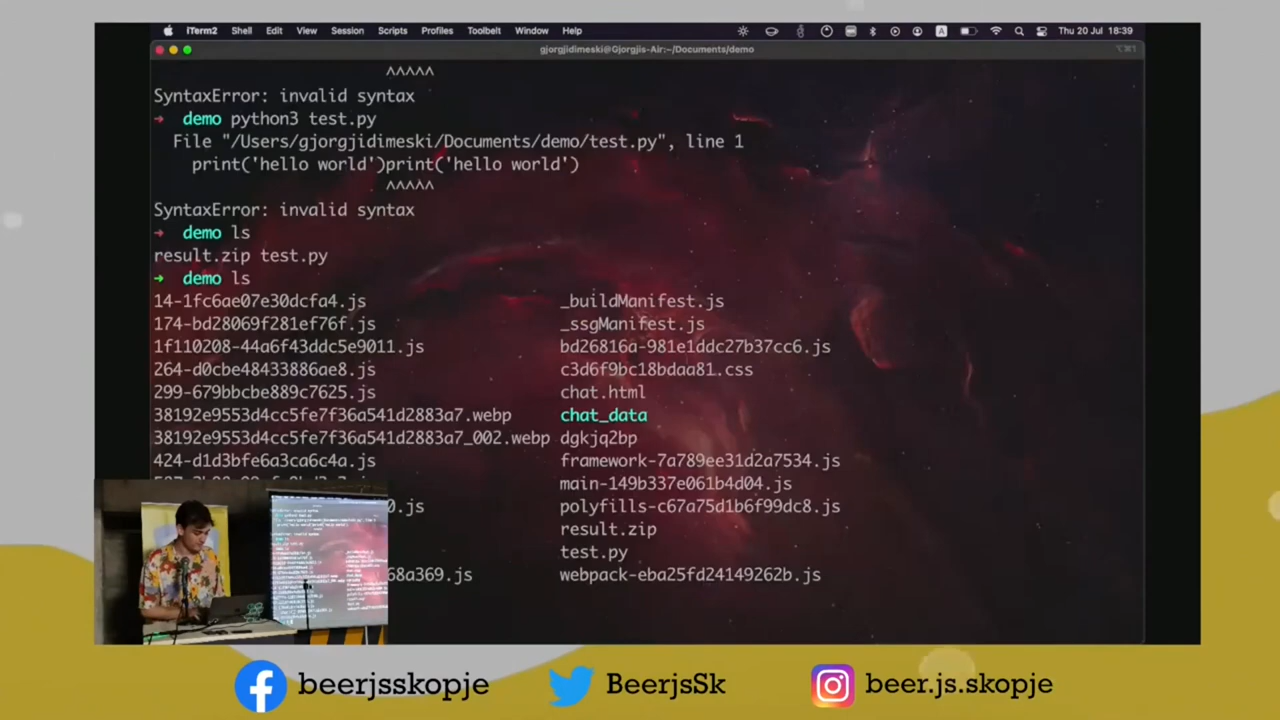 iTerm2 Shell Edit View Session Scripts Profiles Toolbelt Window Help A Thu 20 Jul 18:39
gjorgjidimeski@Gjorgjis-Air:~/Documents/demo ⌥⌘1
^^^^^
SyntaxError: invalid syntax
→ demo python3 test.py
File "/Users/gjorgjidimeski/Documents/demo/test.py", line 1
print('hello world')print('hello world')
^^^^^
SyntaxError: invalid syntax
→ demo ls
result.zip test.py
→ demo ls
14-1fc6ae07e30dcfa4.js _buildManifest.js
174-bd28069f281ef76f.js _ssgManifest.js
1f110208-44a6f43ddc5e9011.js bd26816a-981e1ddc27b37cc6.js
264-d0cbe48433886ae8.js c3d6f9bc18bdaa81.css
299-679bbcbe889c7625.js chat.html
38192e9553d4cc5fe7f36a541d2883a7.webp chat_data
38192e9553d4cc5fe7f36a541d2883a7_002.webp dgkjq2bp
424-d1d3bfe6a3ca6c4a.js framework-7a789ee31d2a7534.js
main-149b337e061b4d04.js
0.js polyfills-c67a75d1b6f99dc8.js
result.zip
test.py
68a369.js webpack-eba25fd24149262b.js
beerjsskopje BeerjsSk beer.js.skopje